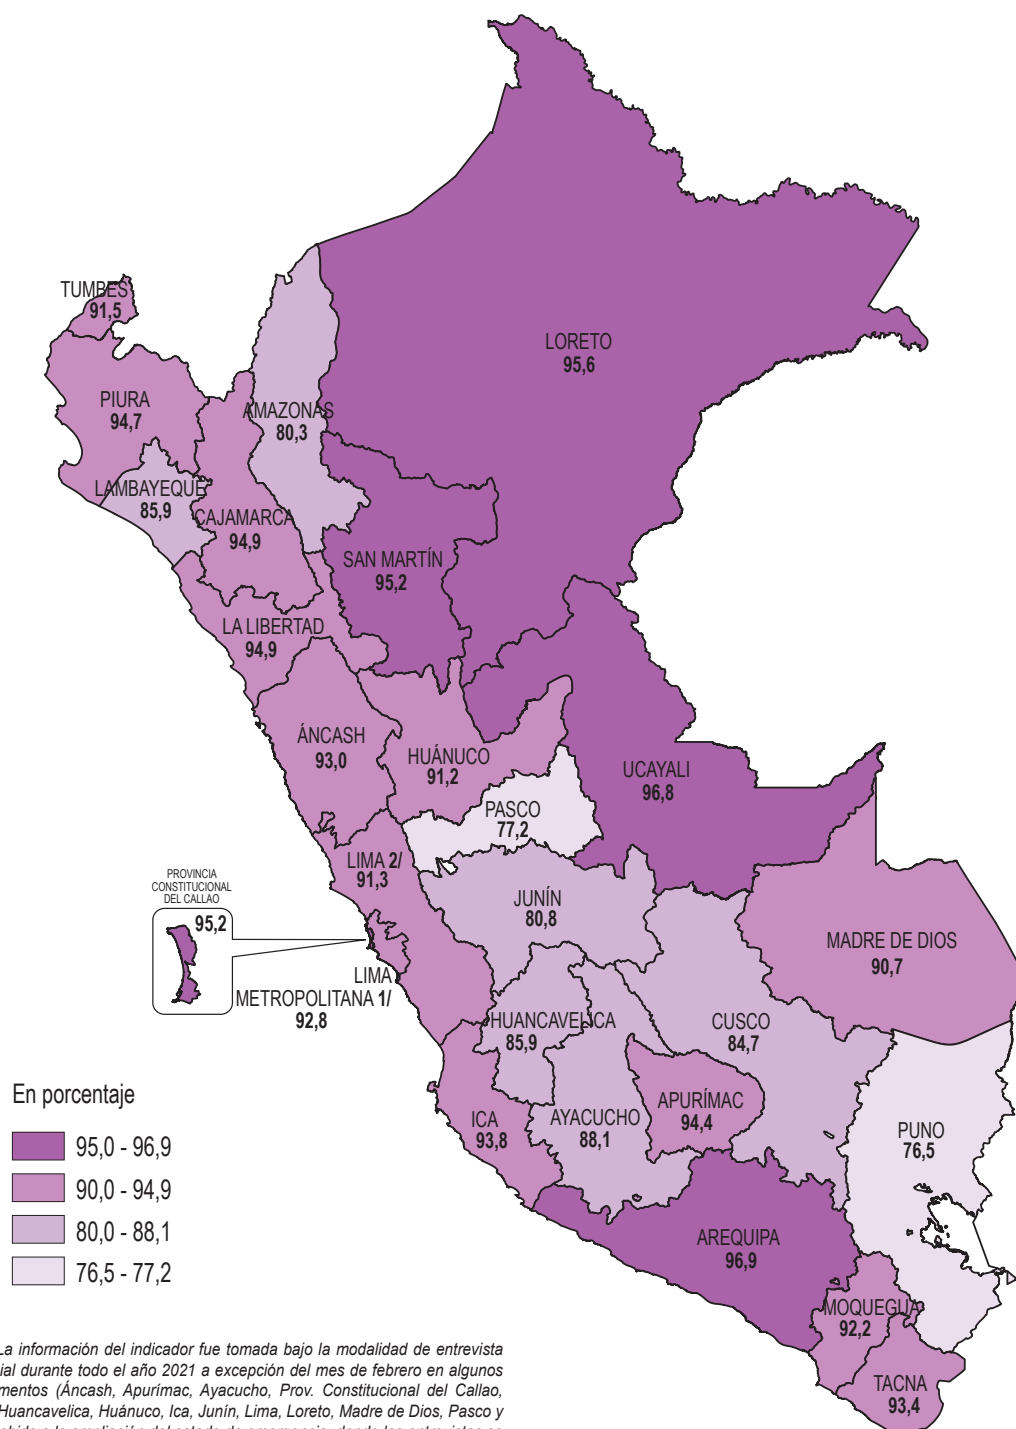 TUMBES
91,5
PIURA
94,7
AMAZONAS
80,3
LORETO
95,6
LAMBAYEQUE
85,9
CAJAMARCA
94,9
SAN MARTÍN
95,2
LA LIBERTAD
94,9
ÁNCASH
93,0
HUÁNUCO
91,2
UCAYALI
96,8
PASCO
77,2
LIMA 2/
91,3
PROVINCIA
CONSTITUCIONAL
DEL CALLAO
95,2
JUNÍN
80,8
MADRE DE DIOS
90,7
LIMA
METROPOLITANA 1/
92,8
HUANCAVELICA
85,9
CUSCO
84,7
ICA
93,8
AYACUCHO
88,1
APURÍMAC
94,4
PUNO
76,5
AREQUIPA
96,9
MOQUEGUA
92,2
TACNA
93,4
En porcentaje
95,0 - 96,9
90,0 - 94,9
80,0 - 88,1
76,5 - 77,2
La información del indicador fue tomada bajo la modalidad de entrevista
ial durante todo el año 2021 a excepción del mes de febrero en algunos
mentos (Áncash, Apurímac, Ayacucho, Prov. Constitucional del Callao,
Huancavelica, Huánuco, Ica, Junín, Lima, Loreto, Madre de Dios, Pasco y